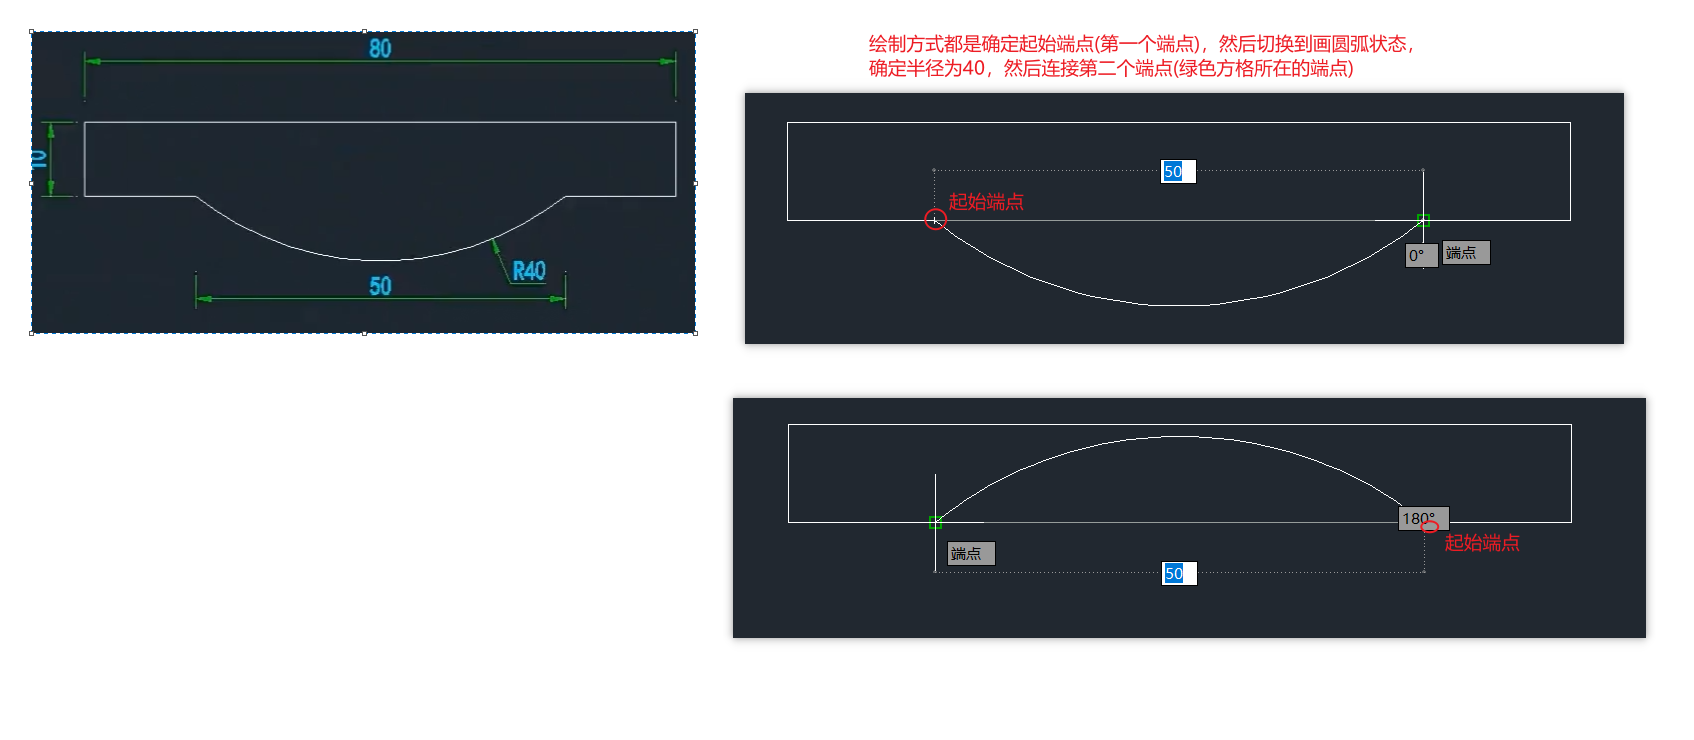 80
10
R40
50
绘制方式都是确定起始端点(第一个端点)，然后切换到画圆弧状态，
确定半径为40，然后连接第二个端点(绿色方格所在的端点)
50
起始端点
0°
端点
180°
起始端点
端点
50